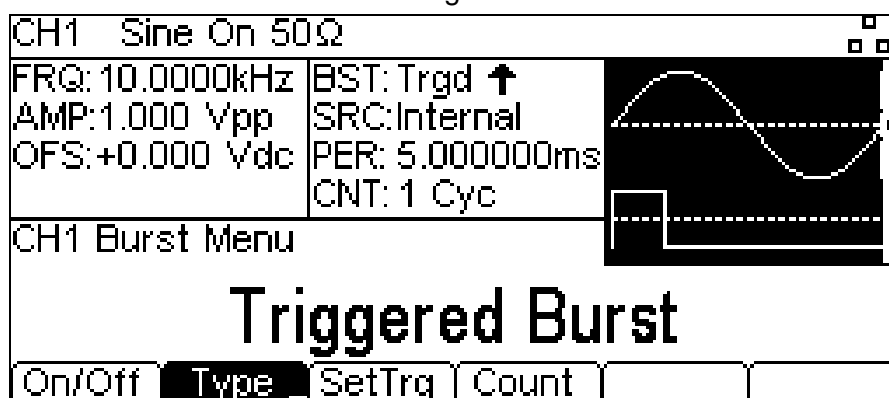 CH1 Sine On 50Ω
FRQ: 10.0000kHz
AMP:1.000 Vpp
OFS:+0.000 Vdc
BST: Trgd ↑
SRC:Internal
PER: 5.000000ms
CNT: 1 Cyc
CH1 Burst Menu
Triggered Burst
On/Off Type SetTrg Count